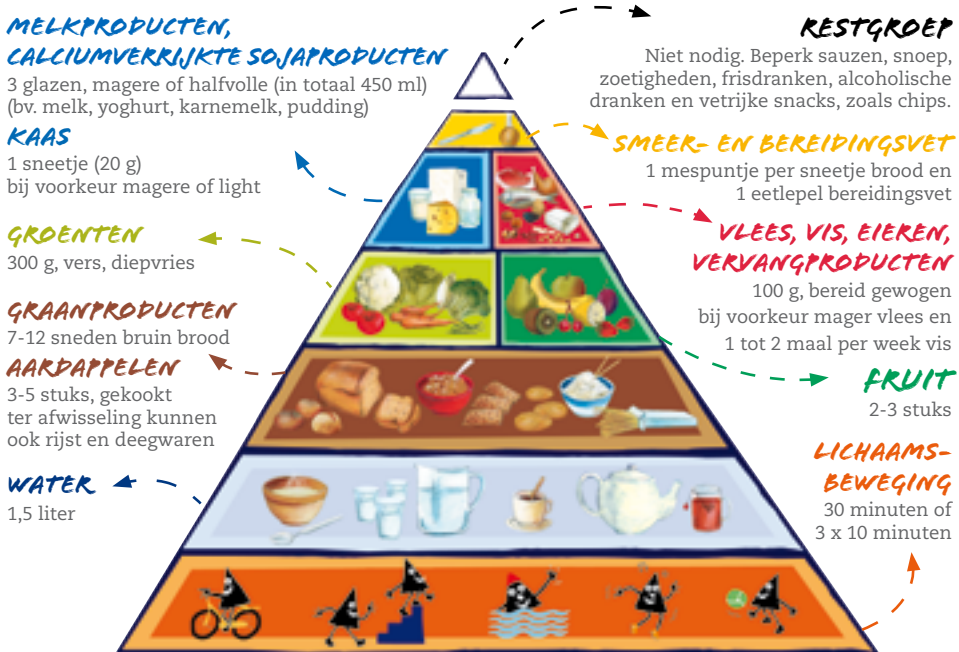 MELKPRODUCTEN,
CALCIUMVERRIJKTE SOJAPRODUCTEN
3 glazen, magere of halfvolle (in totaal 450 ml)
(bv. melk, yoghurt, karnemelk, pudding)
KAAS
1 sneetje (20 g)
bij voorkeur magere of light
GROENTEN
300 g, vers, diepvries
GRAANPRODUCTEN
7-12 sneden bruin brood
AARDAPPELEN
3-5 stuks, gekookt
ter afwisseling kunnen
ook rijst en deegwaren
WATER
1,5 liter
RESTGROEP
Niet nodig. Beperk sauzen, snoep,
zoetigheden, frisdranken, alcoholische
dranken en vetrijke snacks, zoals chips.
SMEER- EN BEREIDINGSVET
1 mespuntje per sneetje brood en
1 eetlepel bereidingsvet
VLEES, VIS, EIEREN,
VERVANGPRODUCTEN
100 g, bereid gewogen
bij voorkeur mager vlees en
1 tot 2 maal per week vis
FRUIT
2-3 stuks
LICHAAMS-
BEWEGING
30 minuten of
3 x 10 minuten